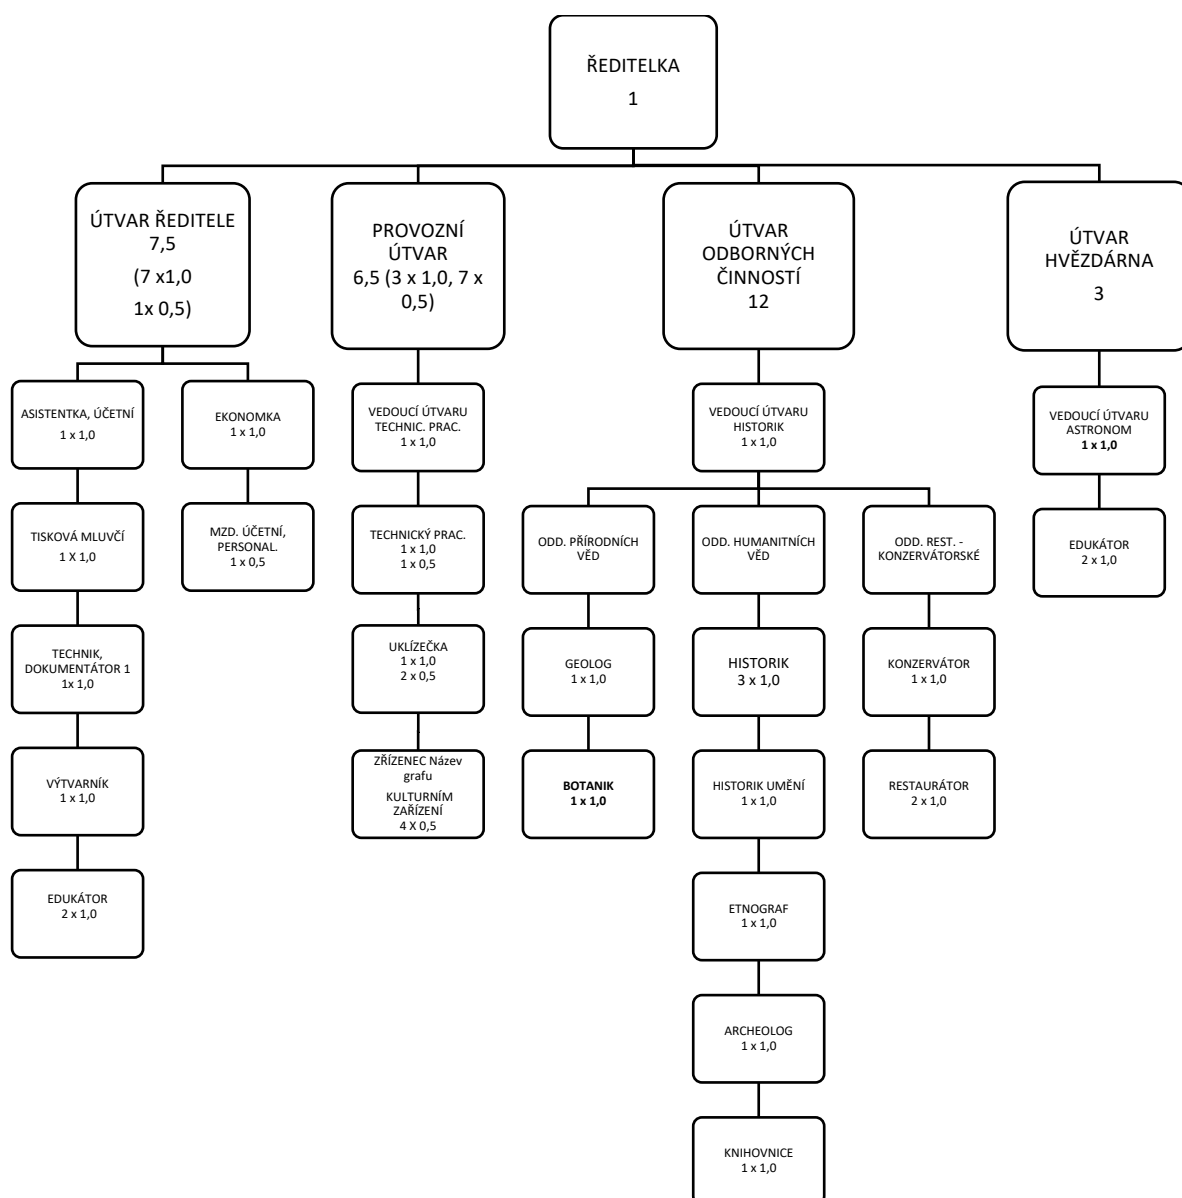 ŘEDITELKA
1
ÚTVAR ŘEDITELE
7,5
(7 x1,0
1x 0,5)
PROVOZNÍ
ÚTVAR
6,5 (3 x 1,0, 7 x
0,5)
ÚTVAR
ODBORNÝCH
ČINNOSTÍ
12
ÚTVAR
HVĚZDÁRNA
3
ASISTENTKA, ÚČETNÍ
1 x 1,0
EKONOMKA
1 x 1,0
VEDOUCÍ ÚTVARU
TECHNIC. PRAC.
1 x 1,0
VEDOUCÍ ÚTVARU
HISTORIK
1 x 1,0
VEDOUCÍ ÚTVARU
ASTRONOM
1 x 1,0
TISKOVÁ MLUVČÍ
1 X 1,0
MZD. ÚČETNÍ,
PERSONAL.
1 x 0,5
TECHNICKÝ PRAC.
1 x 1,0
1 x 0,5
ODD. PŘÍRODNÍCH
VĚD
ODD. HUMANITNÍCH
VĚD
ODD. REST. -
KONZERVÁTORSKÉ
EDUKÁTOR
2 x 1,0
TECHNIK,
DOKUMENTÁTOR 1
1x 1,0
UKLÍZEČKA
1 x 1,0
2 x 0,5
GEOLOG
1 x 1,0
HISTORIK
3 x 1,0
KONZERVÁTOR
1 x 1,0
VÝTVARNÍK
1 x 1,0
ZŘÍZENEC Název
grafu
KULTURNÍM
ZAŘÍZENÍ
4 X 0,5
BOTANIK
1 x 1,0
HISTORIK UMĚNÍ
1 x 1,0
RESTAURÁTOR
2 x 1,0
EDUKÁTOR
2 x 1,0
ETNOGRAF
1 x 1,0
ARCHEOLOG
1 x 1,0
KNIHOVNICE
1 x 1,0